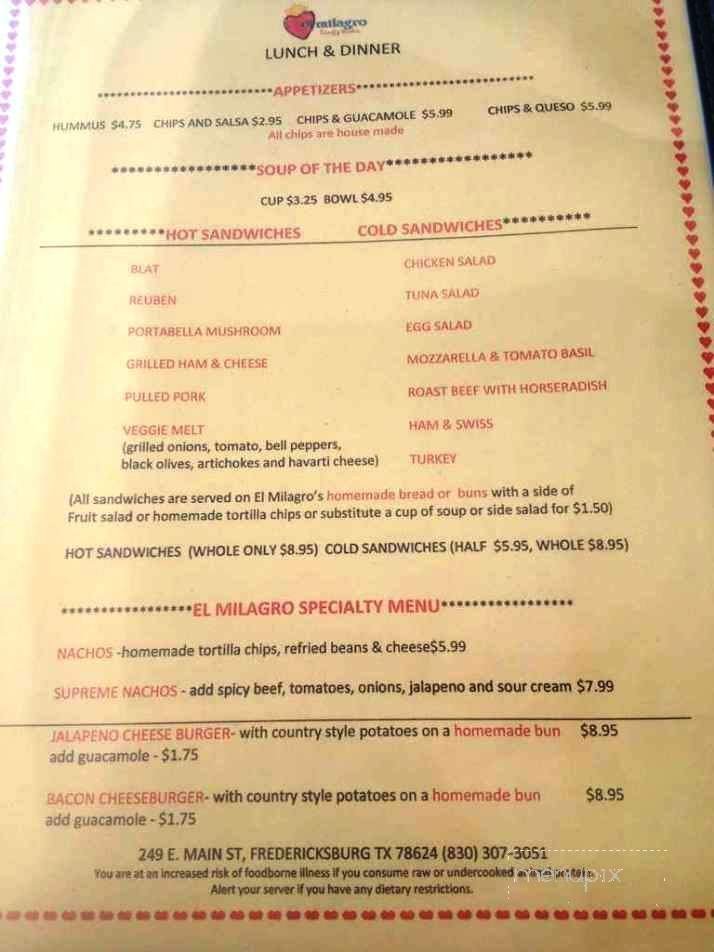 El milagro
LUNCH & DINNER
****************************APPETIZERS****************************
HUMMUS $4.75 CHIPS AND SALSA $2.95 CHIPS & GUACAMOLE $5.99 CHIPS & QUESO $5.99
All chips are house made
*****************SOUP OF THE DAY*****************
CUP $3.25 BOWL $4.95
*********HOT SANDWICHES COLD SANDWICHES**********
BLAT CHICKEN SALAD
REUBEN TUNA SALAD
PORTABELLA MUSHROOM EGG SALAD
GRILLED HAM & CHEESE MOZZARELLA & TOMATO BASIL
PULLED PORK ROAST BEEF WITH HORSERADISH
VEGGIE MELT HAM & SWISS
(grilled onions, tomato, bell peppers,
black olives, artichokes and havarti cheese) TURKEY
(All sandwiches are served on El Milagro's homemade bread or buns with a side of
Fruit salad or homemade tortilla chips or substitute a cup of soup or side salad for $1.50)
HOT SANDWICHES (WHOLE ONLY $8.95) COLD SANDWICHES (HALF $5.95, WHOLE $8.95)
*****************EL MILAGRO SPECIALTY MENU*****************
NACHOS -homemade tortilla chips, refried beans & cheese$5.99
SUPREME NACHOS - add spicy beef, tomatoes, onions, jalapeno and sour cream $7.99
JALAPENO CHEESE BURGER- with country style potatoes on a homemade bun $8.95
add guacamole - $1.75
BACON CHEESEBURGER- with country style potatoes on a homemade bun $8.95
add guacamole - $1.75
249 E. MAIN ST, FREDERICKSBURG TX 78624 (830) 307-3051
You are at an increased risk of foodborne illness if you consume raw or undercooked
menupix
Alert your server if you have any dietary restrictions.